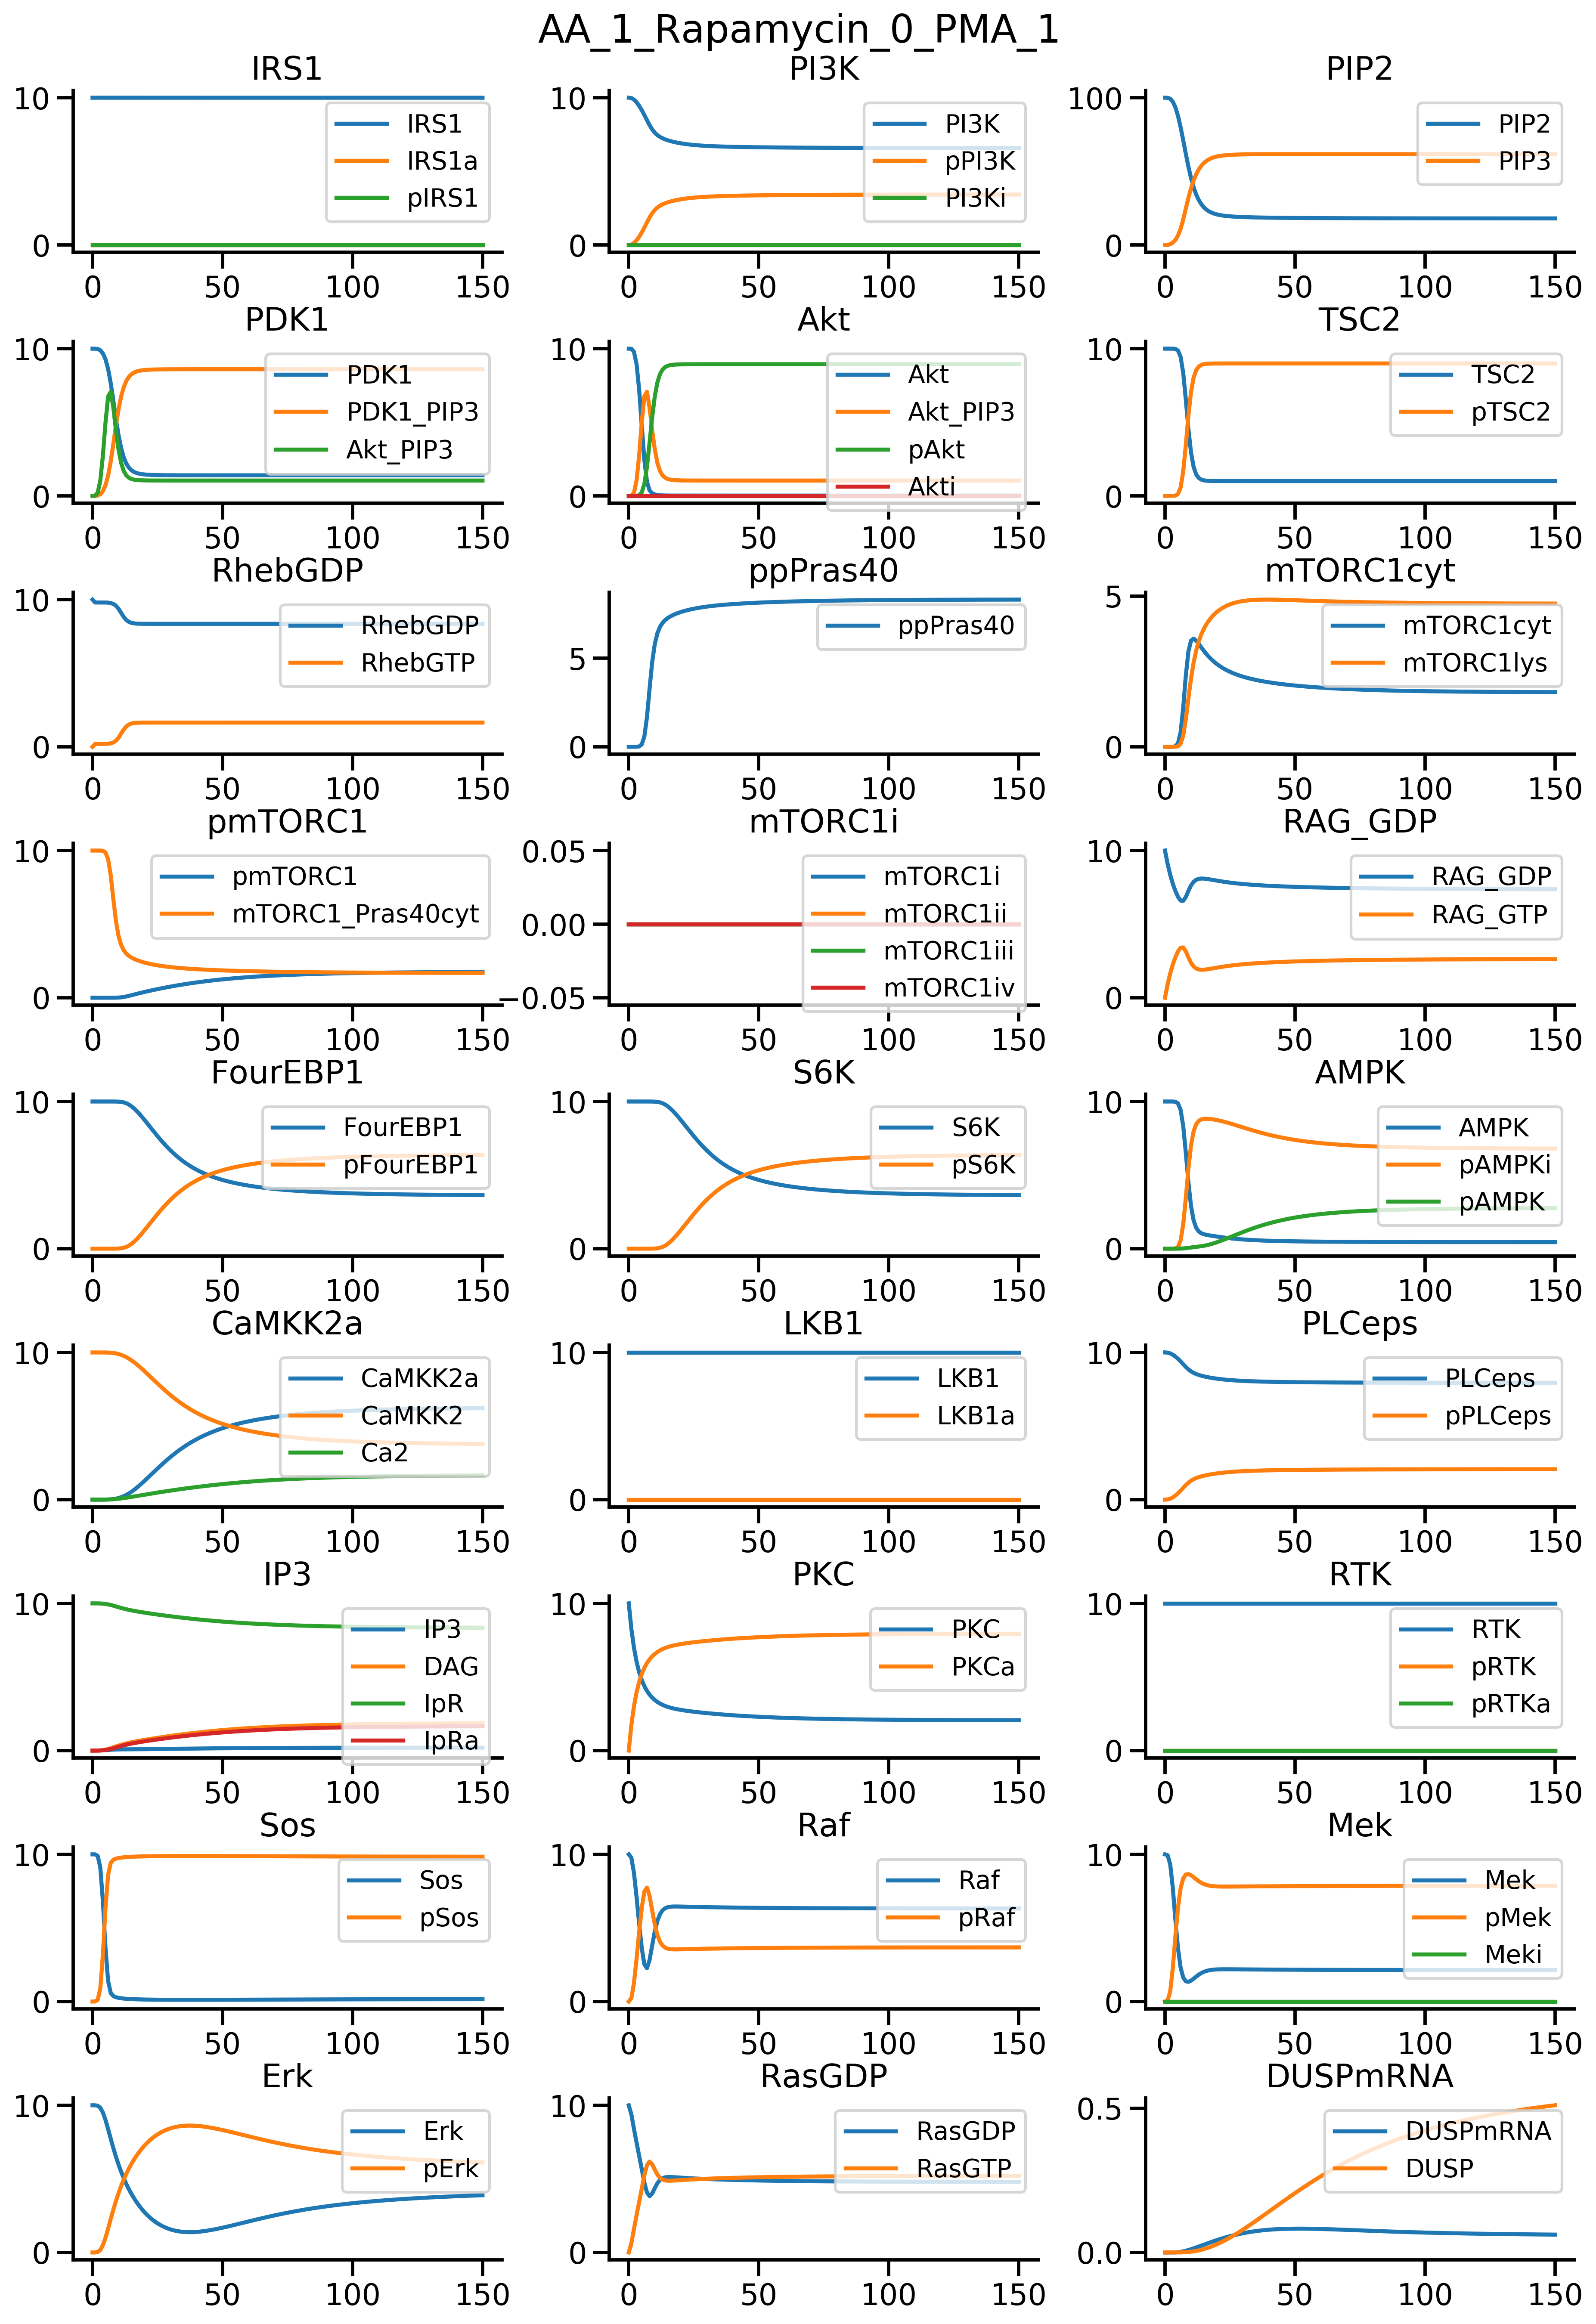 AA_1_Rapamycin_0_PMA_1
IRS1
10
0
0 50 100 150
IRS1
IRS1a
pIRS1
PI3K
10
0
0 50 100 150
PI3K
pPI3K
PI3Ki
PIP2
100
0
0 50 100 150
PIP2
PIP3
PDK1
10
0
0 50 100 150
PDK1
PDK1_PIP3
Akt_PIP3
Akt
10
0
0 50 100 150
Akt
Akt_PIP3
pAkt
Akti
TSC2
10
0
0 50 100 150
TSC2
pTSC2
RhebGDP
10
0
0 50 100 150
RhebGDP
RhebGTP
ppPras40
5
0
0 50 100 150
ppPras40
mTORC1cyt
5
0
0 50 100 150
mTORC1cyt
mTORC1lys
pmTORC1
10
0
0 50 100 150
pmTORC1
mTORC1_Pras40cyt
mTORC1i
0.05
0.00
−0.05
0 50 100 150
mTORC1i
mTORC1ii
mTORC1iii
mTORC1iv
RAG_GDP
10
0
0 50 100 150
RAG_GDP
RAG_GTP
FourEBP1
10
0
0 50 100 150
FourEBP1
pFourEBP1
S6K
10
0
0 50 100 150
S6K
pS6K
AMPK
10
0
0 50 100 150
AMPK
pAMPKi
pAMPK
CaMKK2a
10
0
0 50 100 150
CaMKK2a
CaMKK2
Ca2
LKB1
10
0
0 50 100 150
LKB1
LKB1a
PLCeps
10
0
0 50 100 150
PLCeps
pPLCeps
IP3
10
0
0 50 100 150
IP3
DAG
IpR
IpRa
PKC
10
0
0 50 100 150
PKC
PKCa
RTK
10
0
0 50 100 150
RTK
pRTK
pRTKa
Sos
10
0
0 50 100 150
Sos
pSos
Raf
10
0
0 50 100 150
Raf
pRaf
Mek
10
0
0 50 100 150
Mek
pMek
Meki
Erk
10
0
0 50 100 150
Erk
pErk
RasGDP
10
0
0 50 100 150
RasGDP
RasGTP
DUSPmRNA
0.5
0.0
0 50 100 150
DUSPmRNA
DUSP